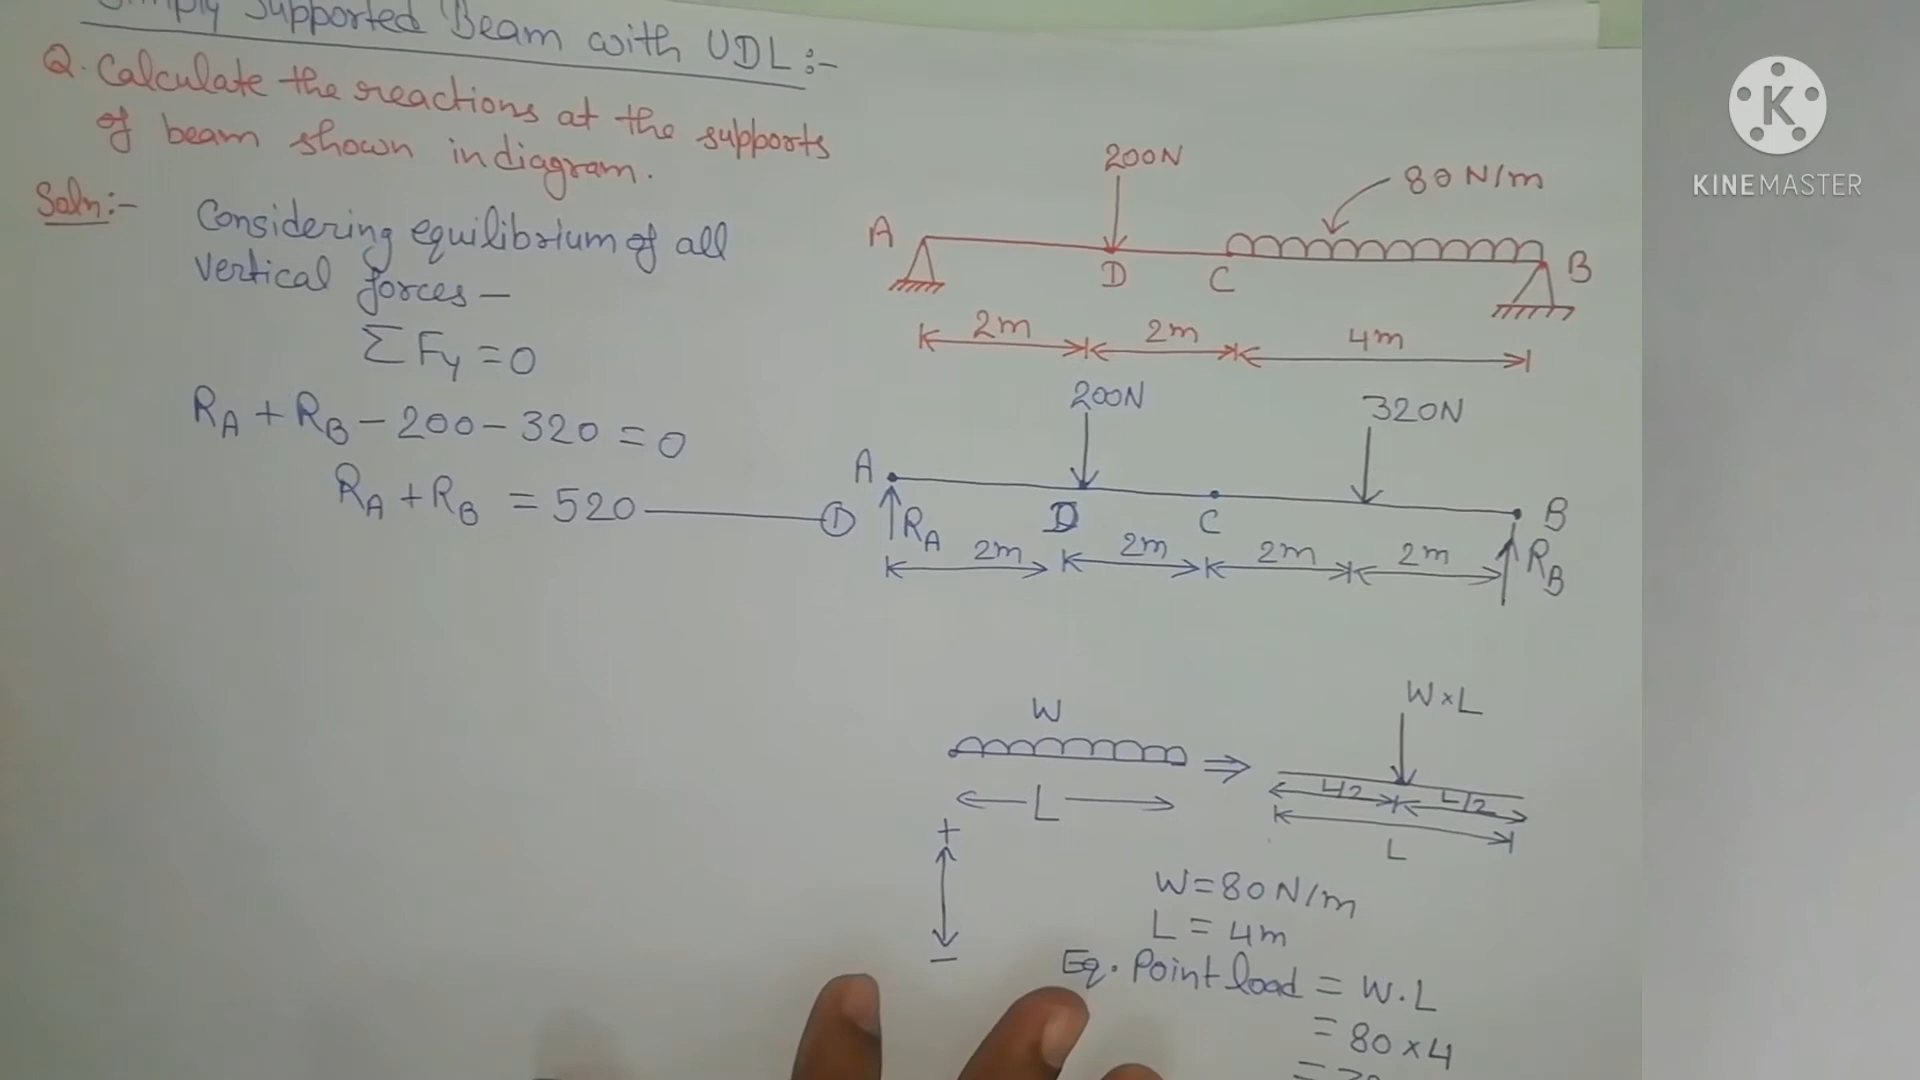 Simply Supported Beam with UDL:-
Q. Calculate the reactions at the supports
of beam shown in diagram.
Soln:-
Considering equilibrium of all
vertical forces-
ΣFy = 0
RA + RB - 200 - 320 = 0
RA + RB = 520 ——— ①
200N
80 N/m
A
D
C
B
2m
2m
4m
200N
320N
A
D
C
B
RA
RB
2m
2m
2m
2m
W
L
W×L
L/2
L/2
L
+
-
W=80N/m
L = 4m
Eq. Point load = W.L
= 80×4
K
KINEMASTER